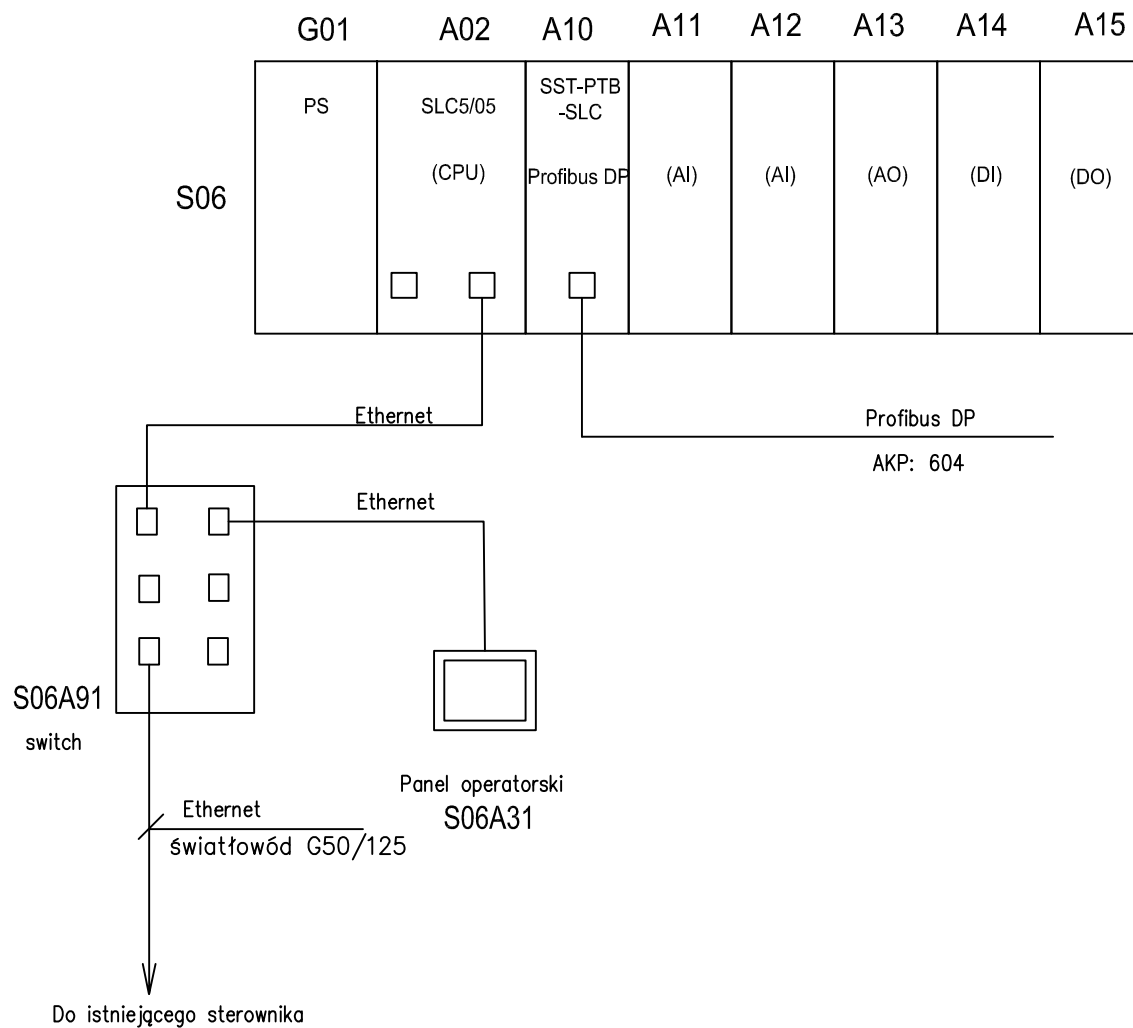 G01 A02 A10 A11 A12 A13 A14 A15
PS
SLC5/05
(CPU)
SST-PTB
-SLC
Profibus DP
(AI)
(AI)
(AO)
(DI)
(DO)
S06
Ethernet
Profibus DP
AKP: 604
Ethernet
S06A91
switch
Panel operatorski
S06A31
Ethernet
światłowód G50/125
Do istniejącego sterownika